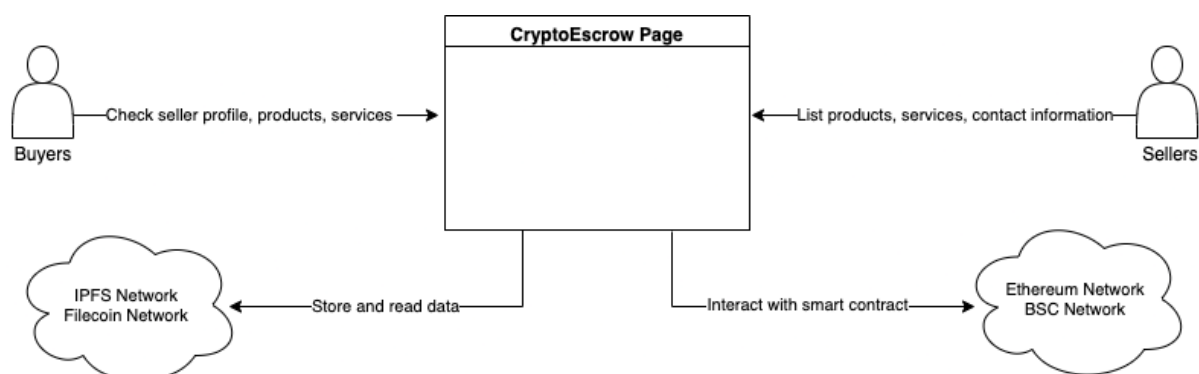 CryptoEscrow Page
Check seller profile, products, services
List products, services, contact information
Buyers
Sellers
IPFS Network
Filecoin Network
Store and read data
Interact with smart contract
Ethereum Network
BSC Network